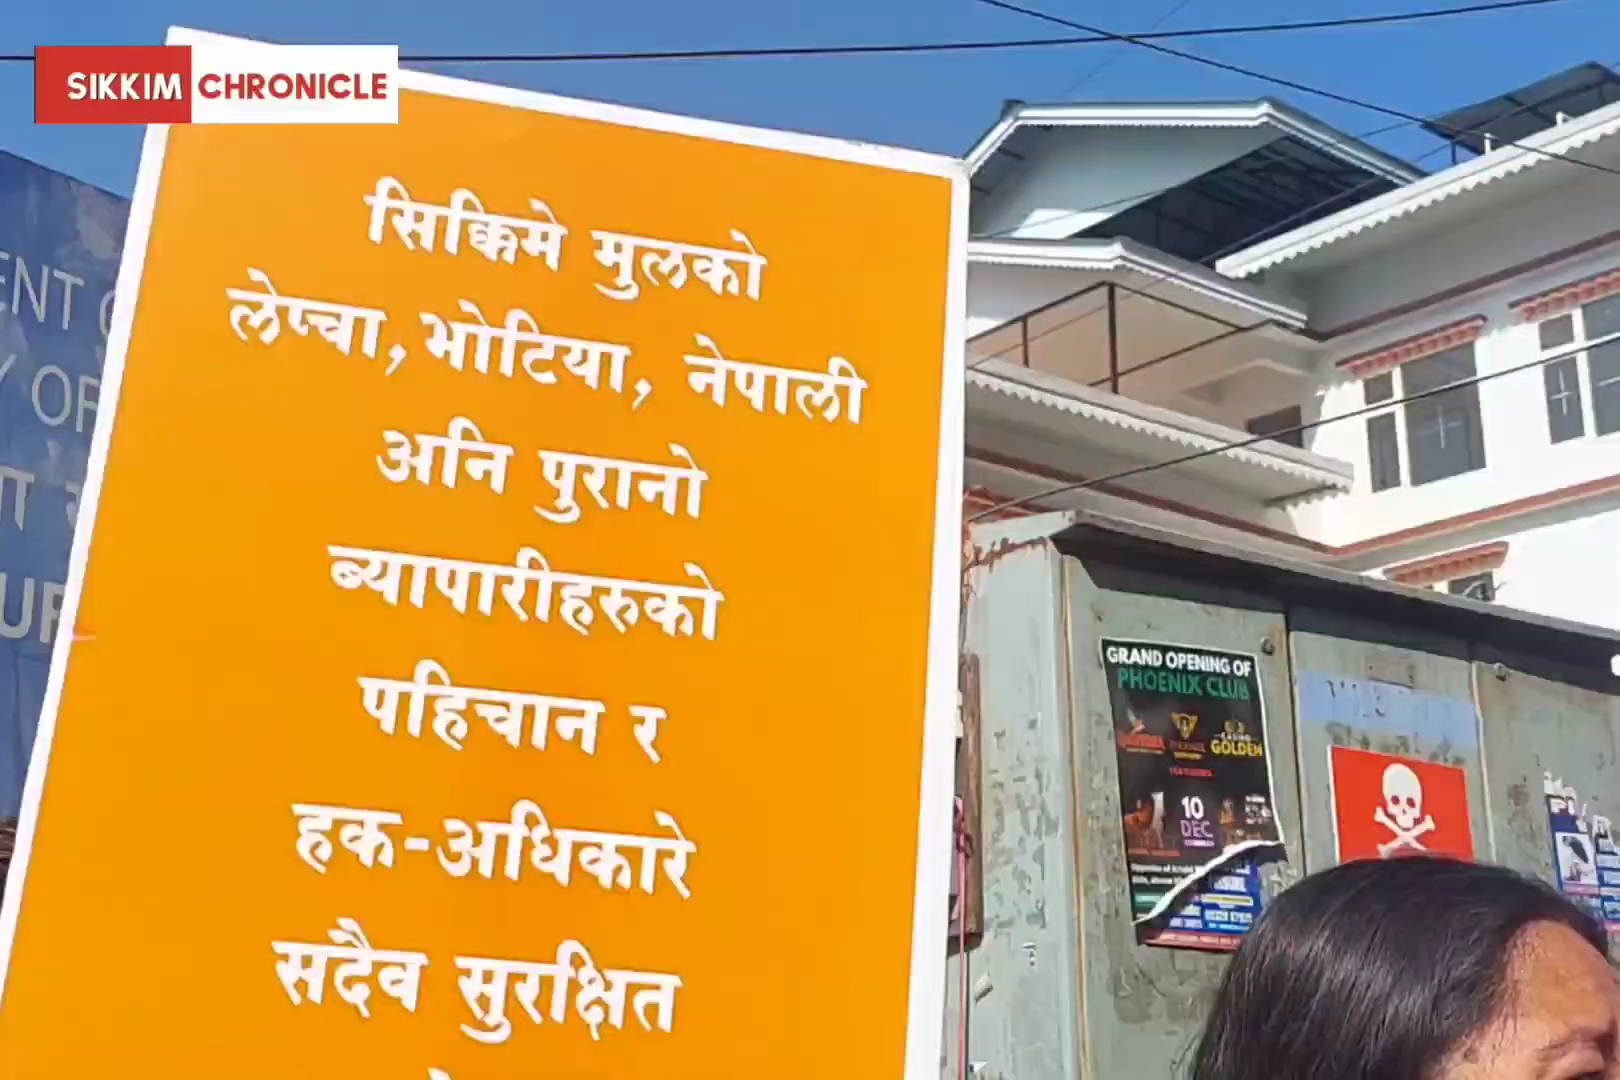 SIKKIM CHRONICLE
सिक्किमे मुलको
लेप्चा, भोटिया, नेपाली
अनि पुरानो
ब्यापारीहरुको
पहिचान र
हक-अधिकारे
सदैव सुरक्षित
GRAND OPENING OF
PHOENIX CLUB
GOLDEN
10
DEC